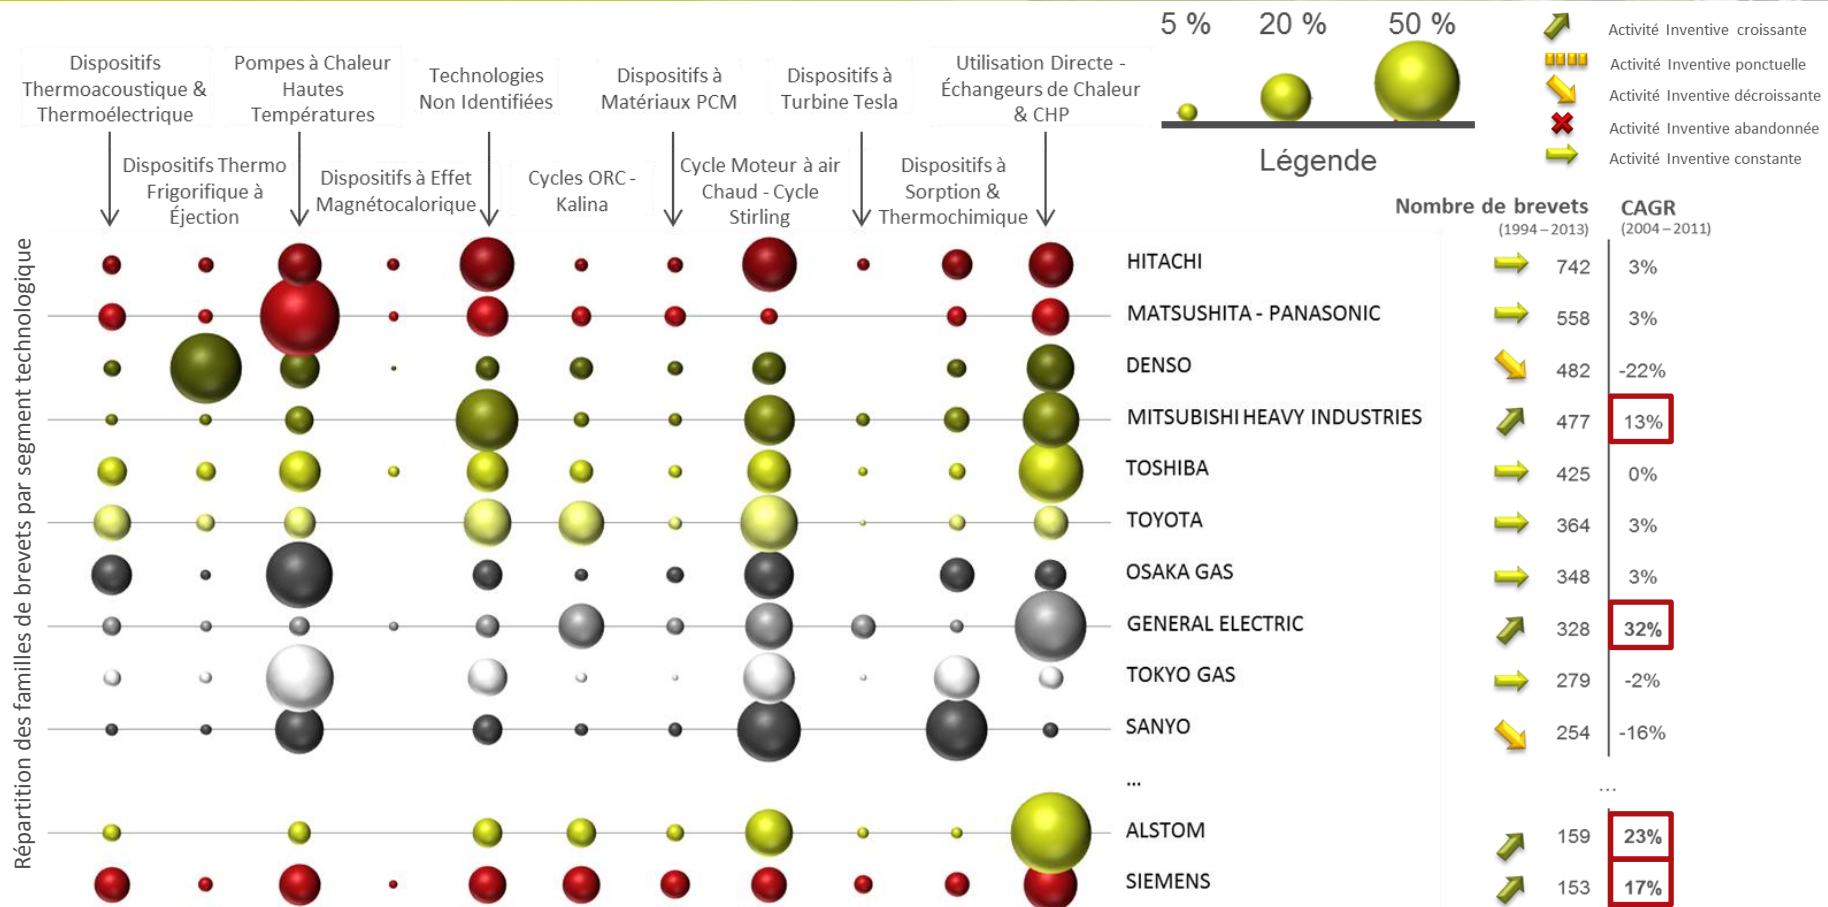 5 %
20 %
50 %
Légende
Activité Inventive croissante
Activité Inventive ponctuelle
Activité Inventive décroissante
Activité Inventive abandonnée
Activité Inventive constante
Dispositifs
Thermoacoustique &
Thermoélectrique
Pompes à Chaleur
Hautes
Températures
Technologies
Non Identifiées
Dispositifs à
Matériaux PCM
Dispositifs à
Turbine Tesla
Utilisation Directe -
Échangeurs de Chaleur
& CHP
Dispositifs Thermo
Frigorifique à
Éjection
Dispositifs à Effet
Magnétocalorique
Cycles ORC -
Kalina
Cycle Moteur à air
Chaud - Cycle
Stirling
Dispositifs à
Sorption &
Thermochimique
Nombre de brevets
(1994 – 2013)
CAGR
(2004 – 2011)
Répartition des familles de brevets par segment technologique
HITACHI 742 3%
MATSUSHITA - PANASONIC 558 3%
DENSO 482 -22%
MITSUBISHI HEAVY INDUSTRIES 477 13%
TOSHIBA 425 0%
TOYOTA 364 3%
OSAKA GAS 348 3%
GENERAL ELECTRIC 328 32%
TOKYO GAS 279 -2%
SANYO 254 -16%
... ...
ALSTOM 159 23%
SIEMENS 153 17%